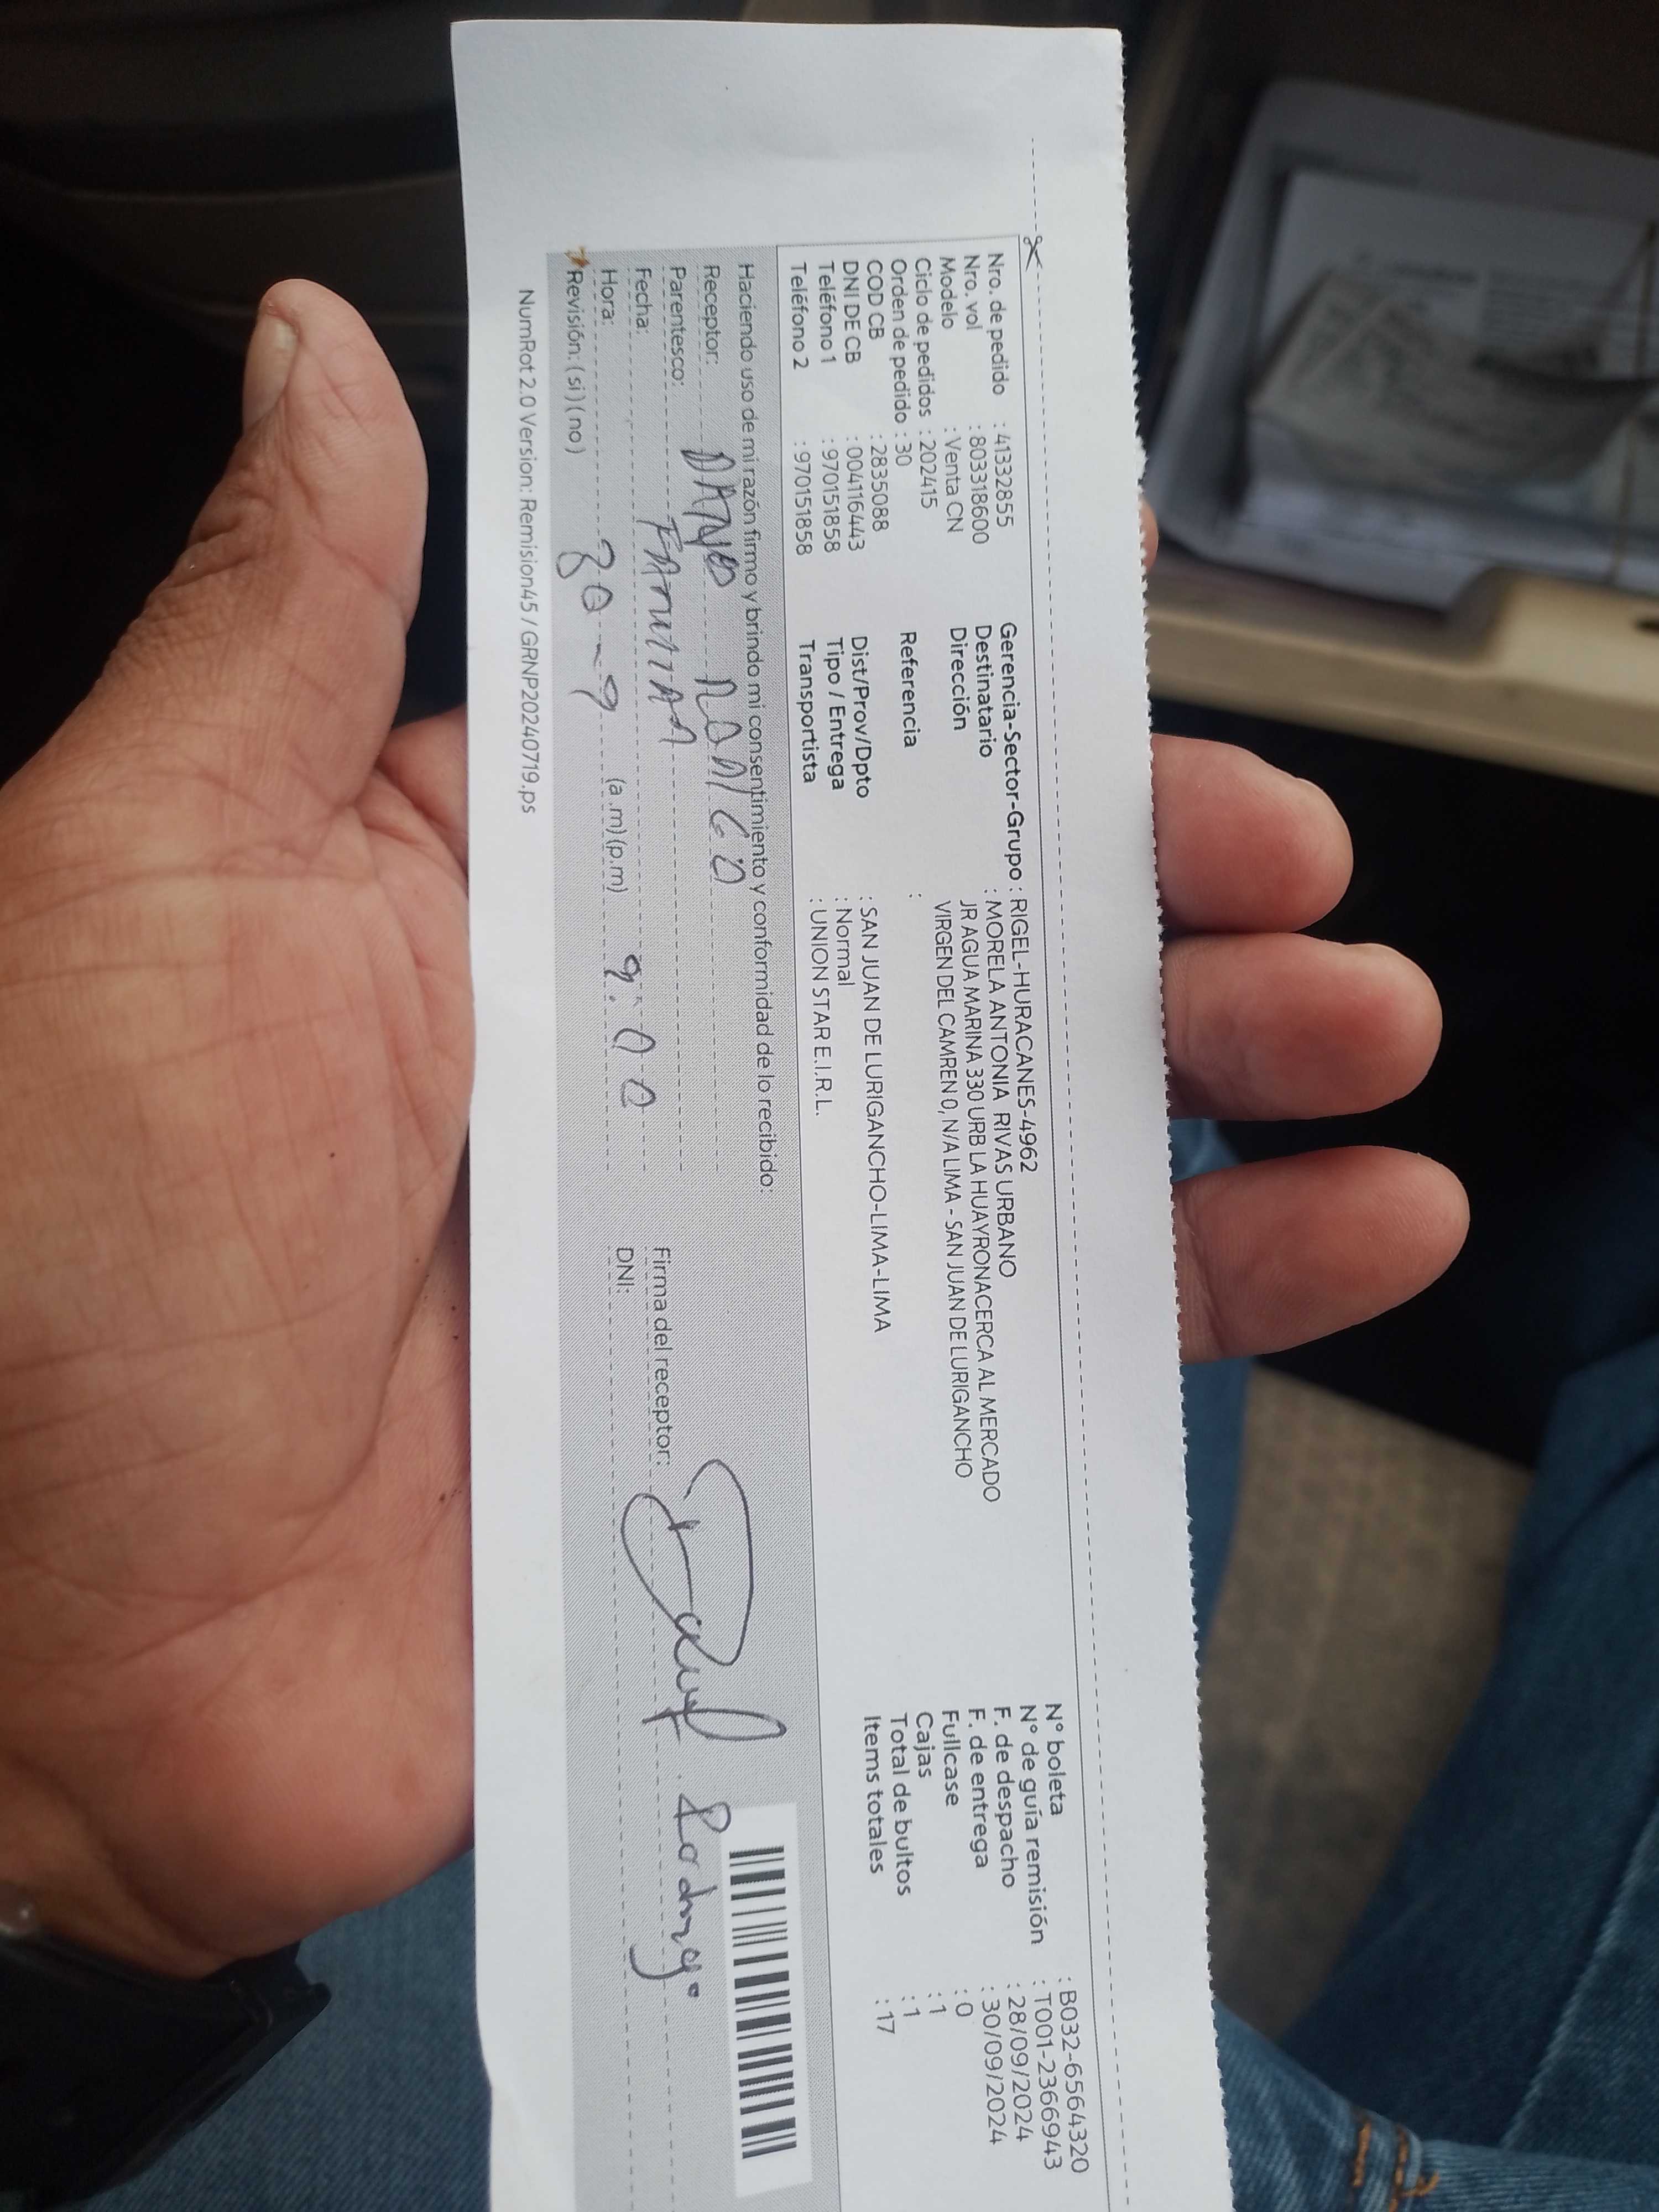 Nro. de pedido : 41332855
Nro. vol : 803318600
Modelo : Venta CN
Ciclo de pedidos : 202415
Orden de pedido : 30
COD CB : 2835088
DNI DE CB : 004116443
Teléfono 1 : 970151858
Teléfono 2 : 970151858
Gerencia-Sector-Grupo : RIGEL-HURACANES-4962
Destinatario : MORELA ANTONIA RIVAS URBANO
Dirección JR AGUA MARINA 330 URB LA HUAYRONACERCA AL MERCADO
VIRGEN DEL CAMREN 0, N/A LIMA - SAN JUAN DE LURIGANCHO
Referencia :
Dist/Prov/Dpto : SAN JUAN DE LURIGANCHO-LIMA-LIMA
Tipo / Entrega : Normal
Transportista : UNION STAR E.I.R.L.
N° boleta : B032-6564320
N° de guía remisión : T001-2366943
F. de despacho : 28/09/2024
F. de entrega : 30/09/2024
Fullcase : 0
Cajas : 1
Total de bultos : 1
Items totales : 17
Haciendo uso de mi razón firmo y brindo mi consentimiento y conformidad de lo recibido:
Receptor:
Parentesco:
Fecha: 30-9
Hora: (a.m)(p.m) 9:00
Revisión: (si) (no)
Firma del receptor: Rodrigo
DNI:
NumRot 2.0 Version: Remision45 / GRNP20240719.ps